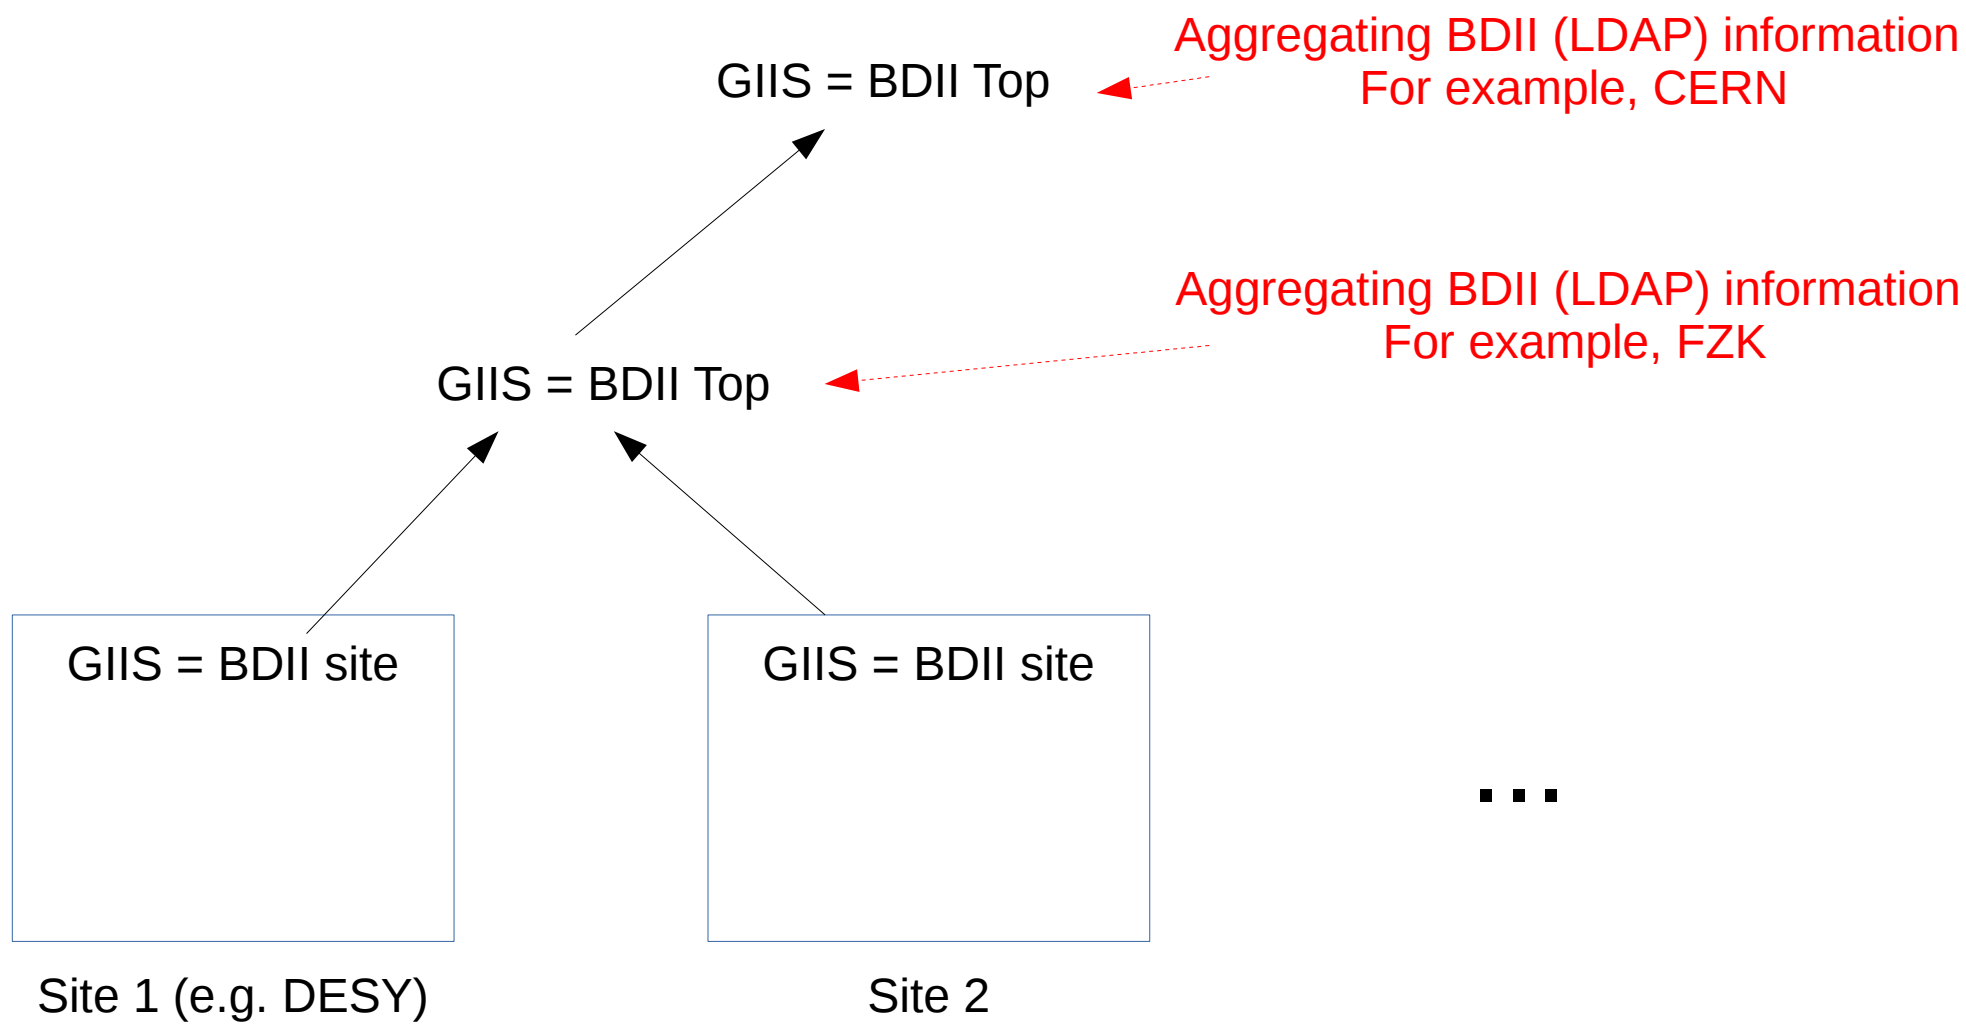 Aggregating BDII (LDAP) information
For example, CERN
GIIS = BDII Top
Aggregating BDII (LDAP) information
For example, FZK
GIIS = BDII Top
GIIS = BDII site
GIIS = BDII site
...
Site 1 (e.g. DESY)
Site 2